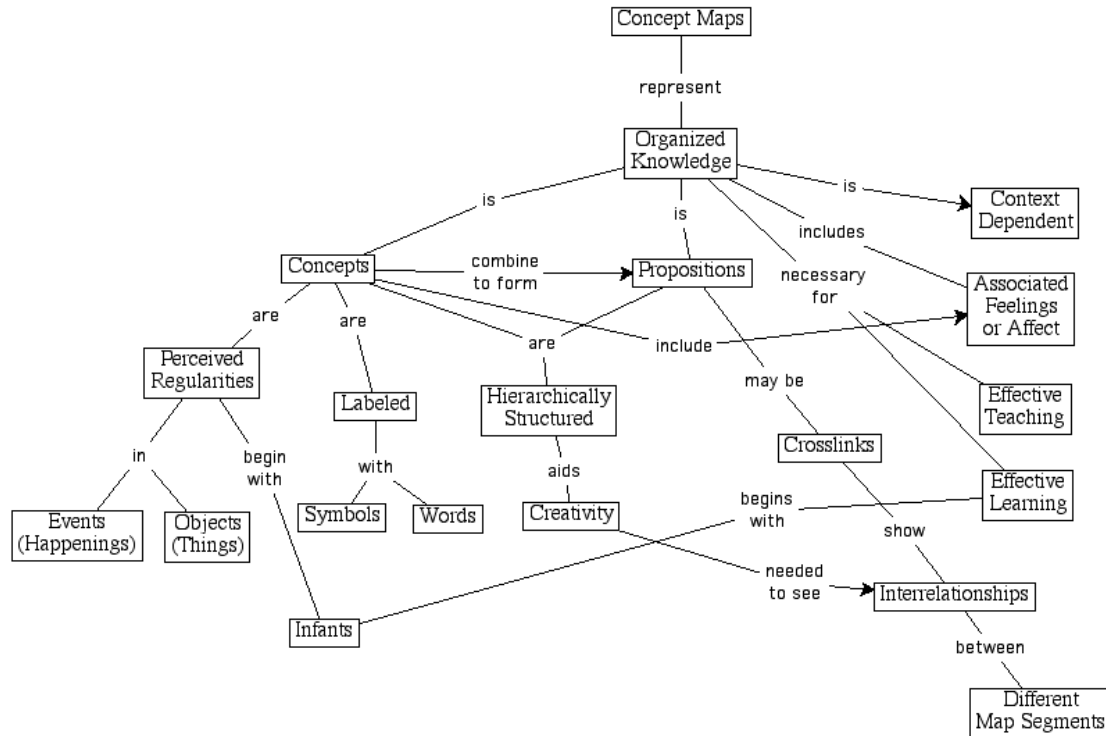 Concept Maps
represent
Organized
Knowledge
is
is
is
Context
Dependent
includes
combine
to form
necessary
for
Concepts
Propositions
Associated
Feelings
or Affect
are
are
are
include
Perceived
Regularities
may be
Labeled
Hierarchically
Structured
Effective
Teaching
Crosslinks
in
begin
with
with
aids
begins
with
Effective
Learning
Events
(Happenings)
Objects
(Things)
Symbols
Words
Creativity
show
needed
to see
Interrelationships
Infants
between
Different
Map Segments